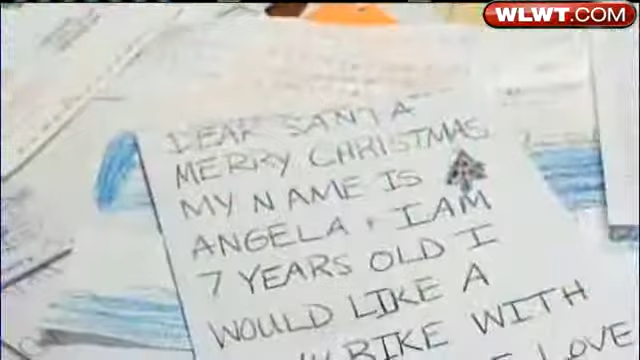 WLWT.COM
DEAR SANTA
MERRY CHRISTMAS
MY NAME IS
ANGELA. I AM
7 YEARS OLD I
WOULD LIKE A
BIKE WITH
LOVE